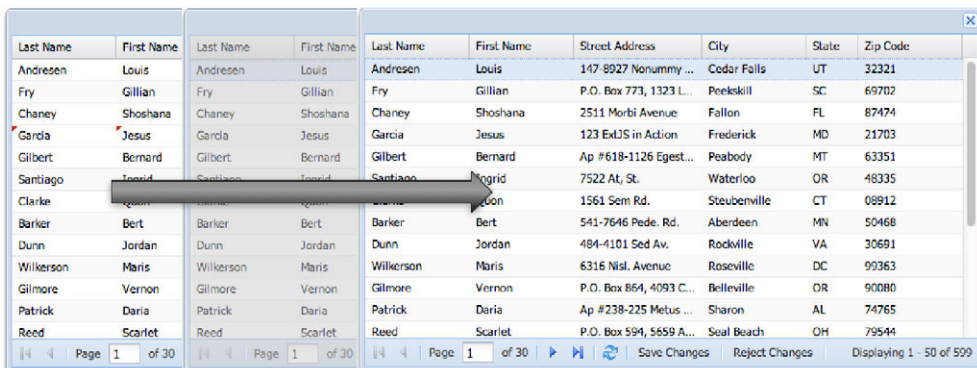 Last Name First Name Last Name First Name Last Name First Name Street Address City State Zip Code
Andresen Louis Andresen Louis Andresen Louis 147-8927 Nonummy ... Cedar Falls UT 32321
Fry Gillian Fry Gillian Fry Gillian P.O. Box 773, 1323 L... Peekskill SC 69702
Chaney Shoshana Chaney Shoshana Chaney Shoshana 2511 Morbi Avenue Fallon FL 87474
Garcia Jesus Garcia Jesus Garcia Jesus 123 ExtJS in Action Frederick MD 21703
Gilbert Bernard Gilbert Bernard Gilbert Bernard Ap #618-1126 Egest... Peabody MT 63351
Santiago Ingrid Santiago Ingrid Santiago Ingrid 7522 At, St. Waterloo OR 48335
Clarke Quon Quon 1561 Sem Rd. Steubenville CT 08912
Barker Bert Barker Bert Barker Bert 541-7646 Pede. Rd. Aberdeen MN 50468
Dunn Jordan Dunn Jordan Dunn Jordan 484-4101 Sed Av. Rockville VA 30691
Wilkerson Maris Wilkerson Maris Wilkerson Maris 6316 Nisl. Avenue Roseville DC 99363
Gilmore Vernon Gilmore Vernon Gilmore Vernon P.O. Box 864, 4093 C... Belleville OR 90080
Patrick Daria Patrick Daria Patrick Daria Ap #238-225 Metus ... Sharon AL 74765
Reed Scarlet Reed Scarlet Reed Scarlet P.O. Box 594, 5659 A... Seal Beach OH 79544
Page 1 of 30 Page 1 of 30 Page 1 of 30 Save Changes Reject Changes Displaying 1 - 50 of 599